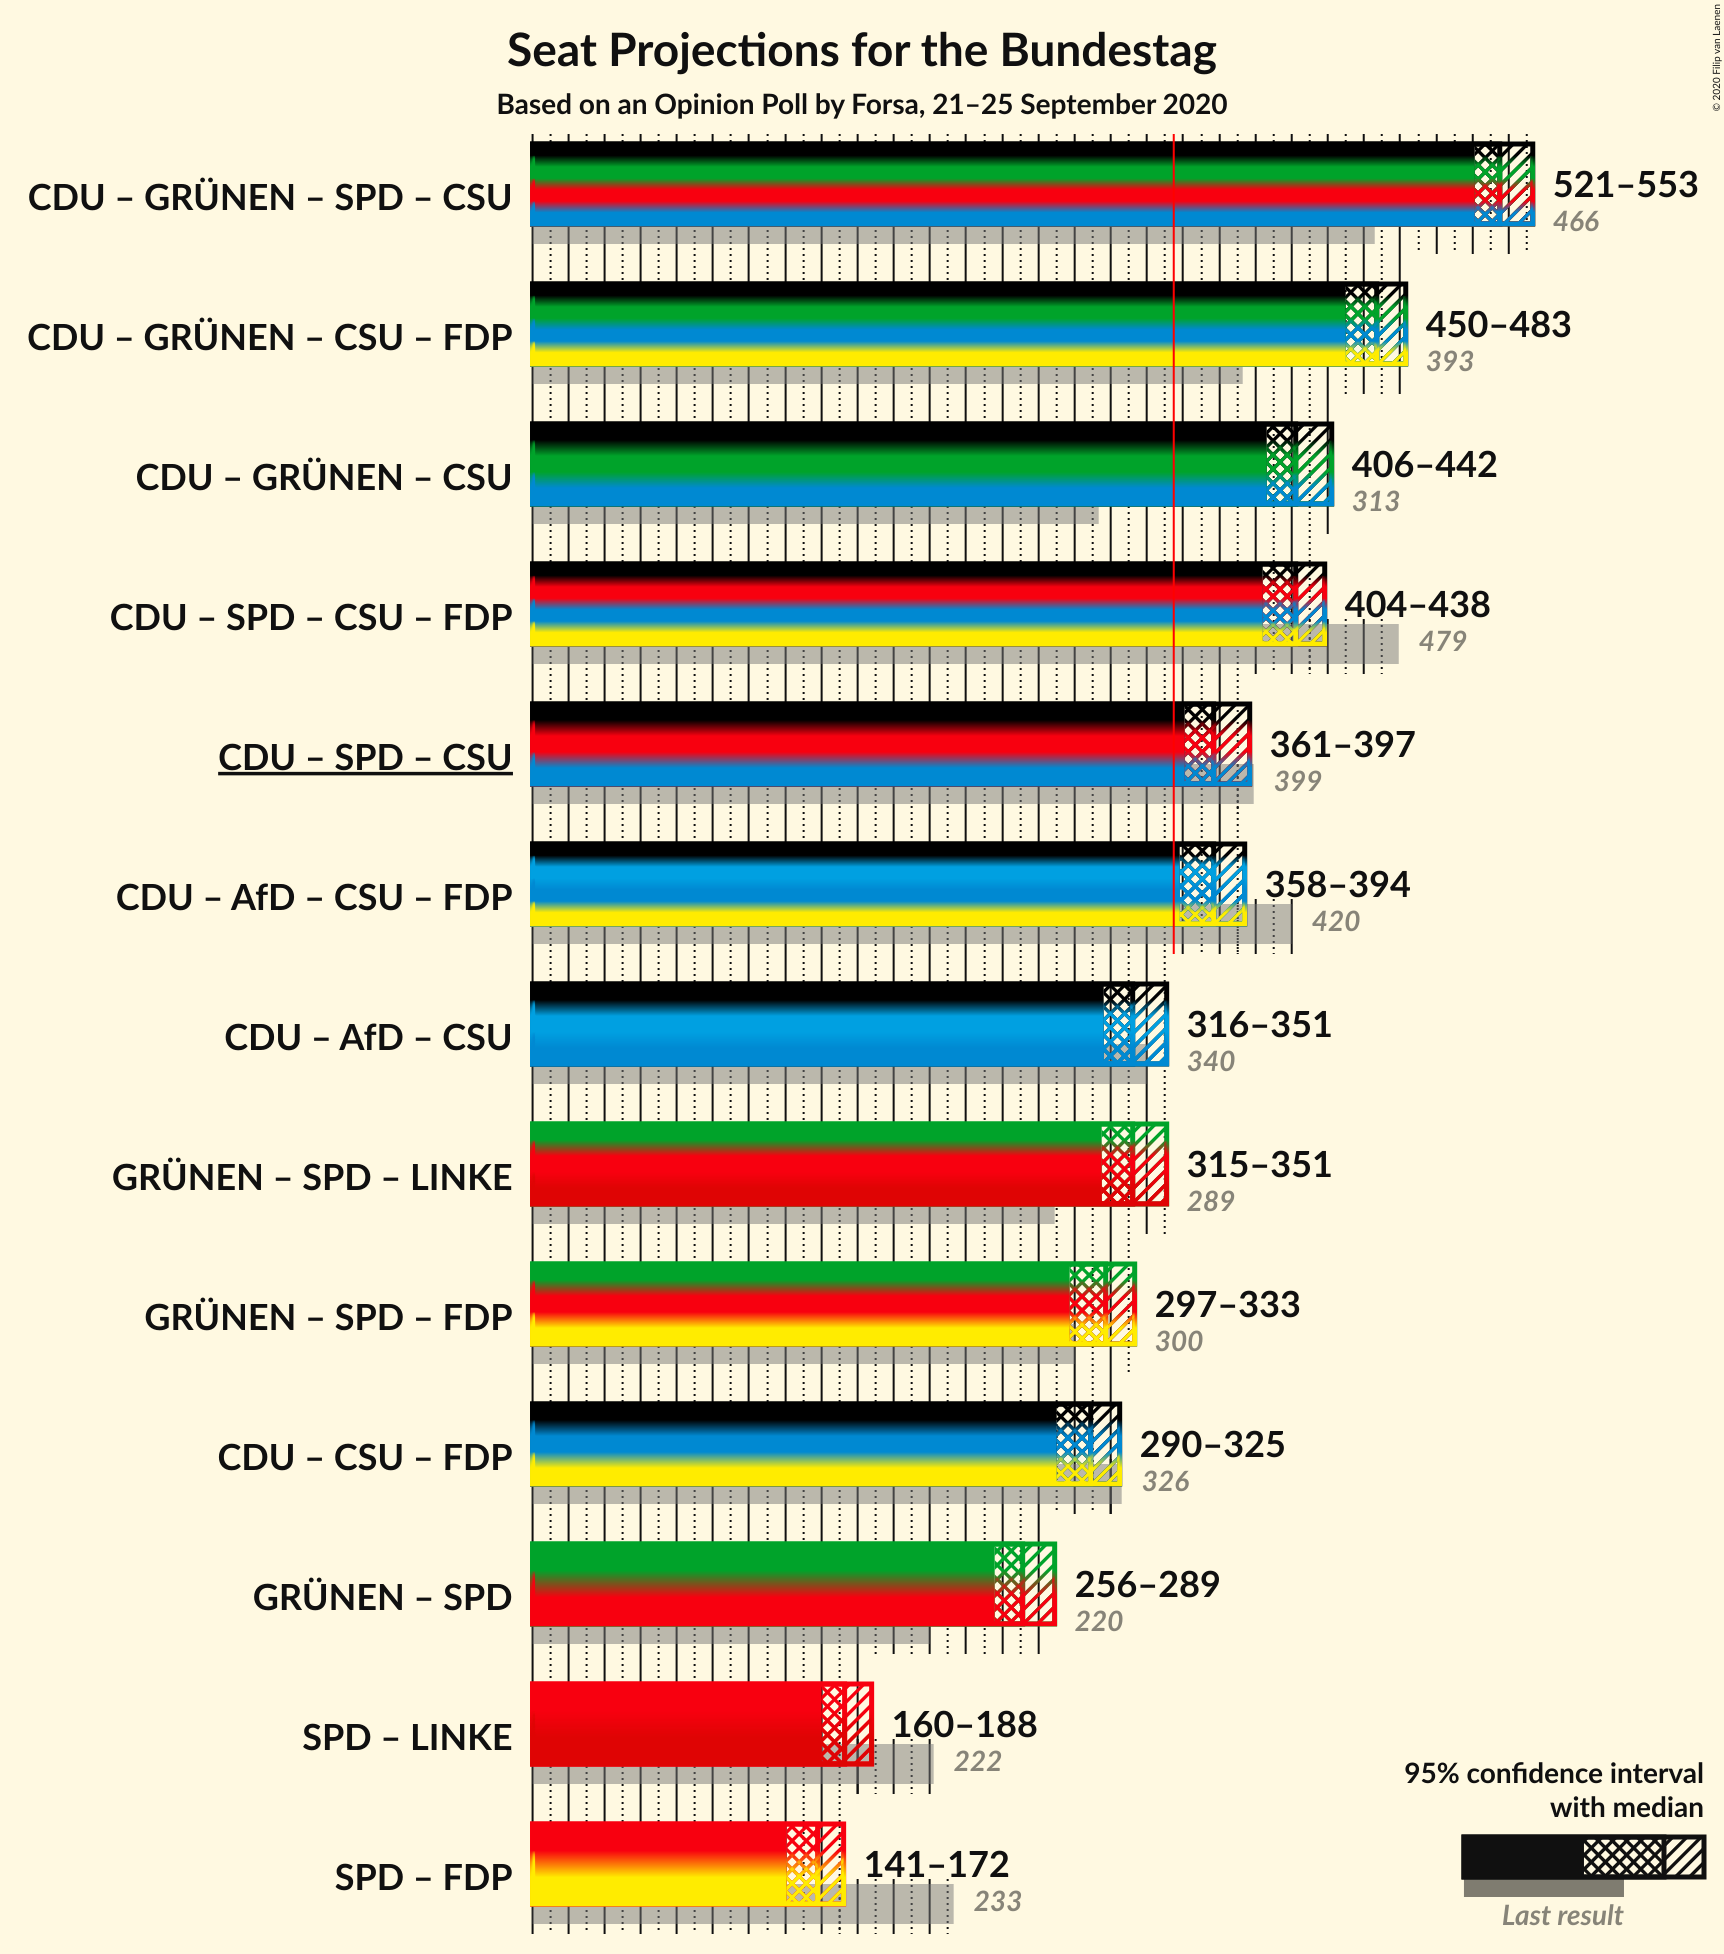 Seat Projections for the Bundestag
Based on an Opinion Poll by Forsa, 21–25 September 2020
© 2020 Filip van Laenen
CDU – GRÜNEN – SPD – CSU
521–553
466
CDU – GRÜNEN – CSU – FDP
450–483
393
CDU – GRÜNEN – CSU
406–442
313
CDU – SPD – CSU – FDP
404–438
479
CDU – SPD – CSU
361–397
399
CDU – AfD – CSU – FDP
358–394
420
CDU – AfD – CSU
316–351
340
GRÜNEN – SPD – LINKE
315–351
289
GRÜNEN – SPD – FDP
297–333
300
CDU – CSU – FDP
290–325
326
GRÜNEN – SPD
256–289
220
SPD – LINKE
160–188
222
SPD – FDP
141–172
233
95% confidence interval
with median
Last result